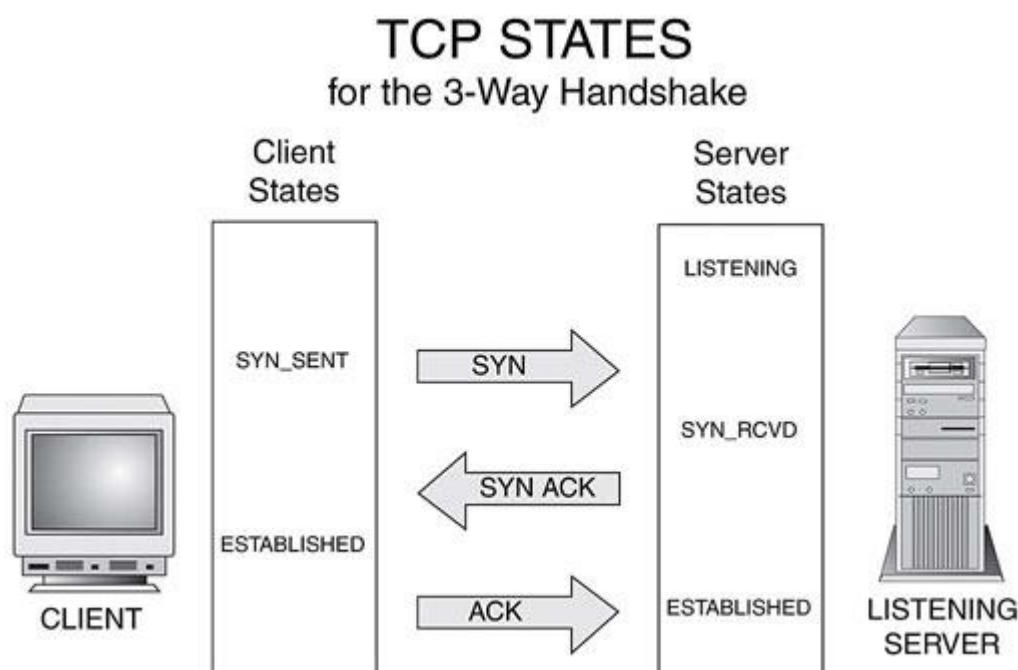 TCP STATES
for the 3-Way Handshake
Client
States
Server
States
LISTENING
SYN_SENT
SYN
SYN_RCVD
SYN ACK
ESTABLISHED
ACK
ESTABLISHED
CLIENT
LISTENING
SERVER